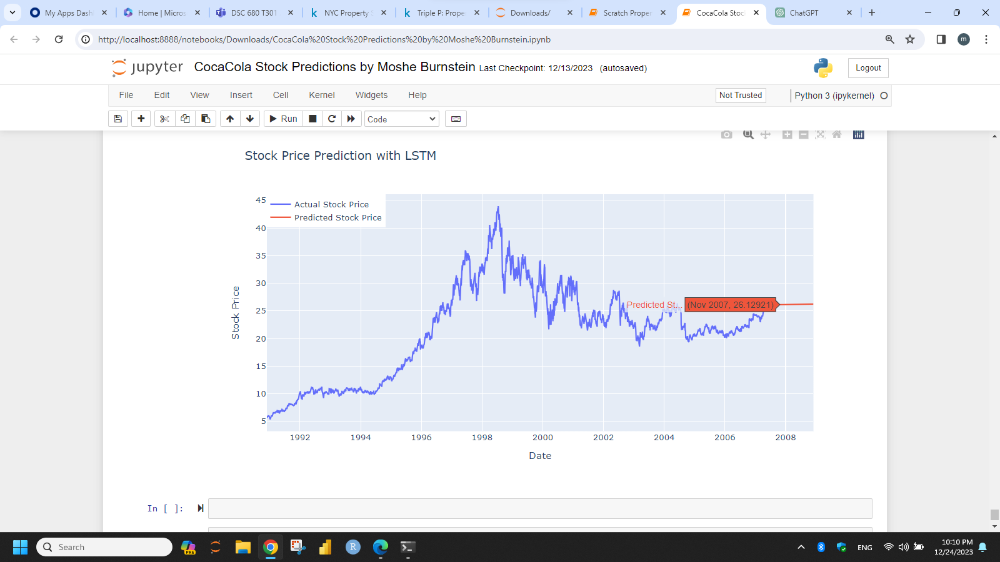 My Apps Dash
Home | Micros
DSC 680 T301
NYC Property S
Triple P: Prope
Downloads/
Scratch Proper
CocaCola Stoc
ChatGPT
http://localhost:8888/notebooks/Downloads/CocaCola%20Stock%20Predictions%20by%20Moshe%20Burnstein.ipynb
m
jupyter CocaCola Stock Predictions by Moshe Burnstein Last Checkpoint: 12/13/2023 (autosaved)
Logout
File Edit View Insert Cell Kernel Widgets Help
Not Trusted
Python 3 (ipykernel)
Run
Code
Stock Price Prediction with LSTM
Actual Stock Price
Predicted Stock Price
45
40
35
30
25
20
15
10
5
Stock Price
Predicted St... (Nov 2007, 26.12921)
1992 1994 1996 1998 2000 2002 2004 2006 2008
Date
In [ ]:
Search
PRE
R
ENG
10:10 PM
12/24/2023